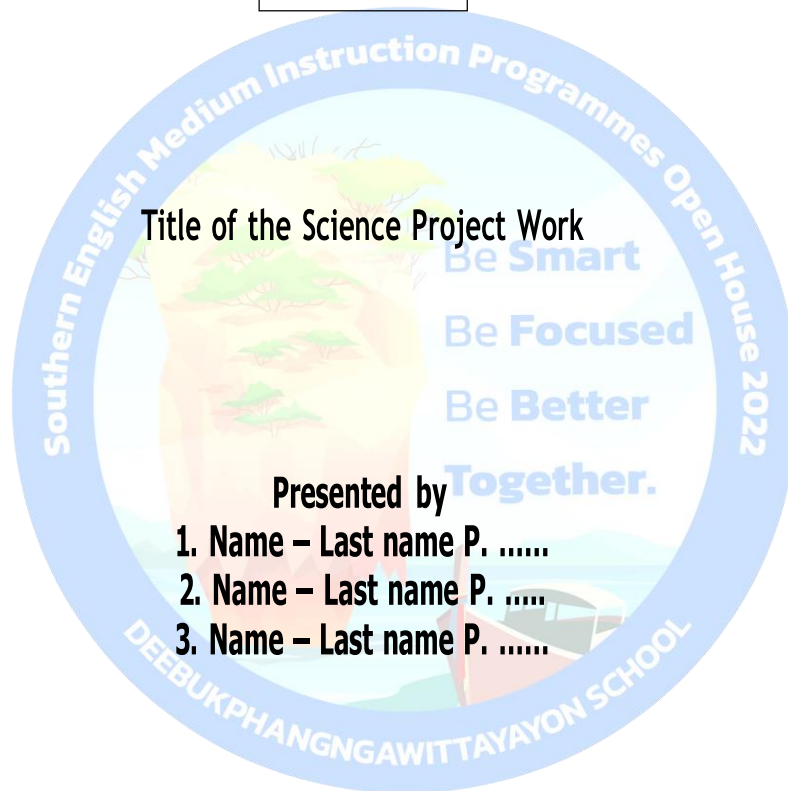 Southern English Medium Instruction Programmes Open House 2022
Title of the Science Project Work
Be Smart
Be Focused
Be Better
Together.
Presented by
1. Name – Last name P. ......
2. Name – Last name P. .....
3. Name – Last name P. ......
DEEBUKPHANGNGAWITTAYAYON SCHOOL